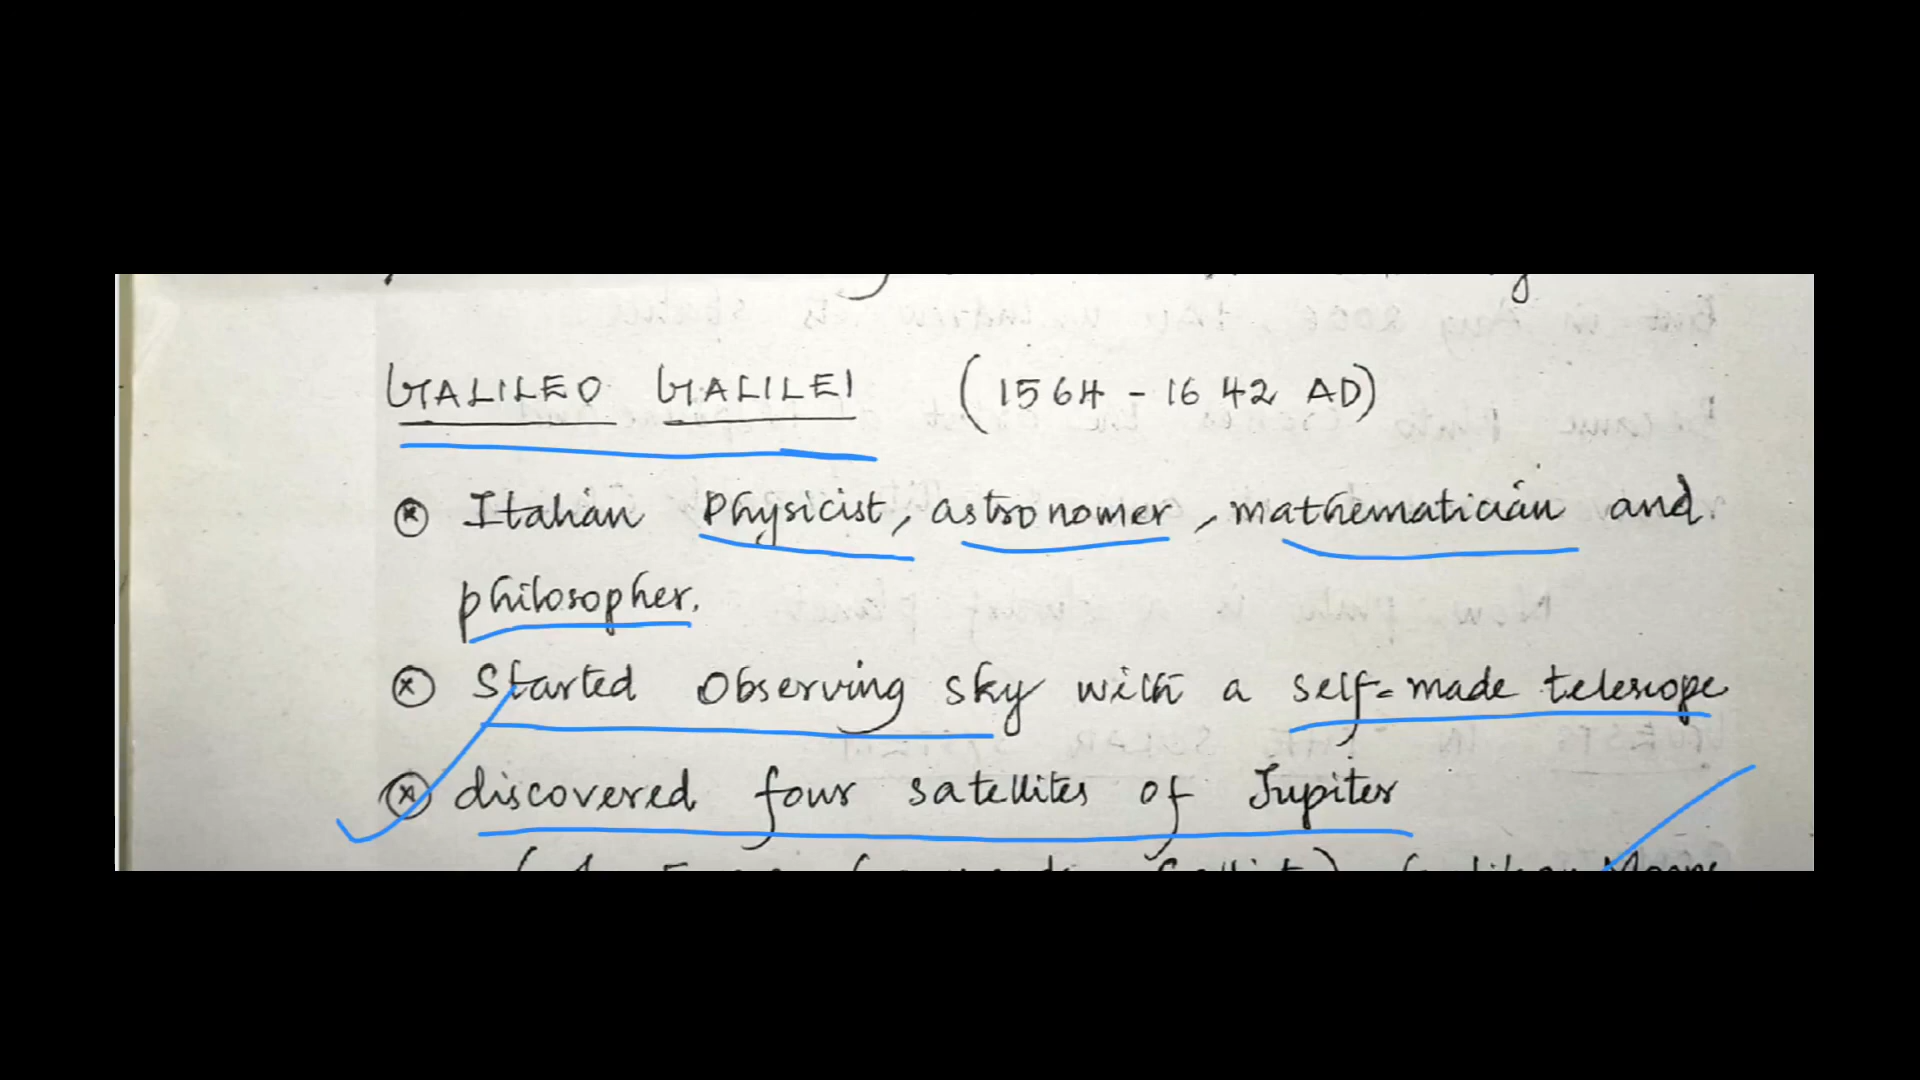 GALILEO GALILEI (1564 - 1642 AD)
Italian Physicist, astronomer, mathematician and
philosopher.
Started Observing sky with a self-made telescope
discovered four satellites of Jupiter